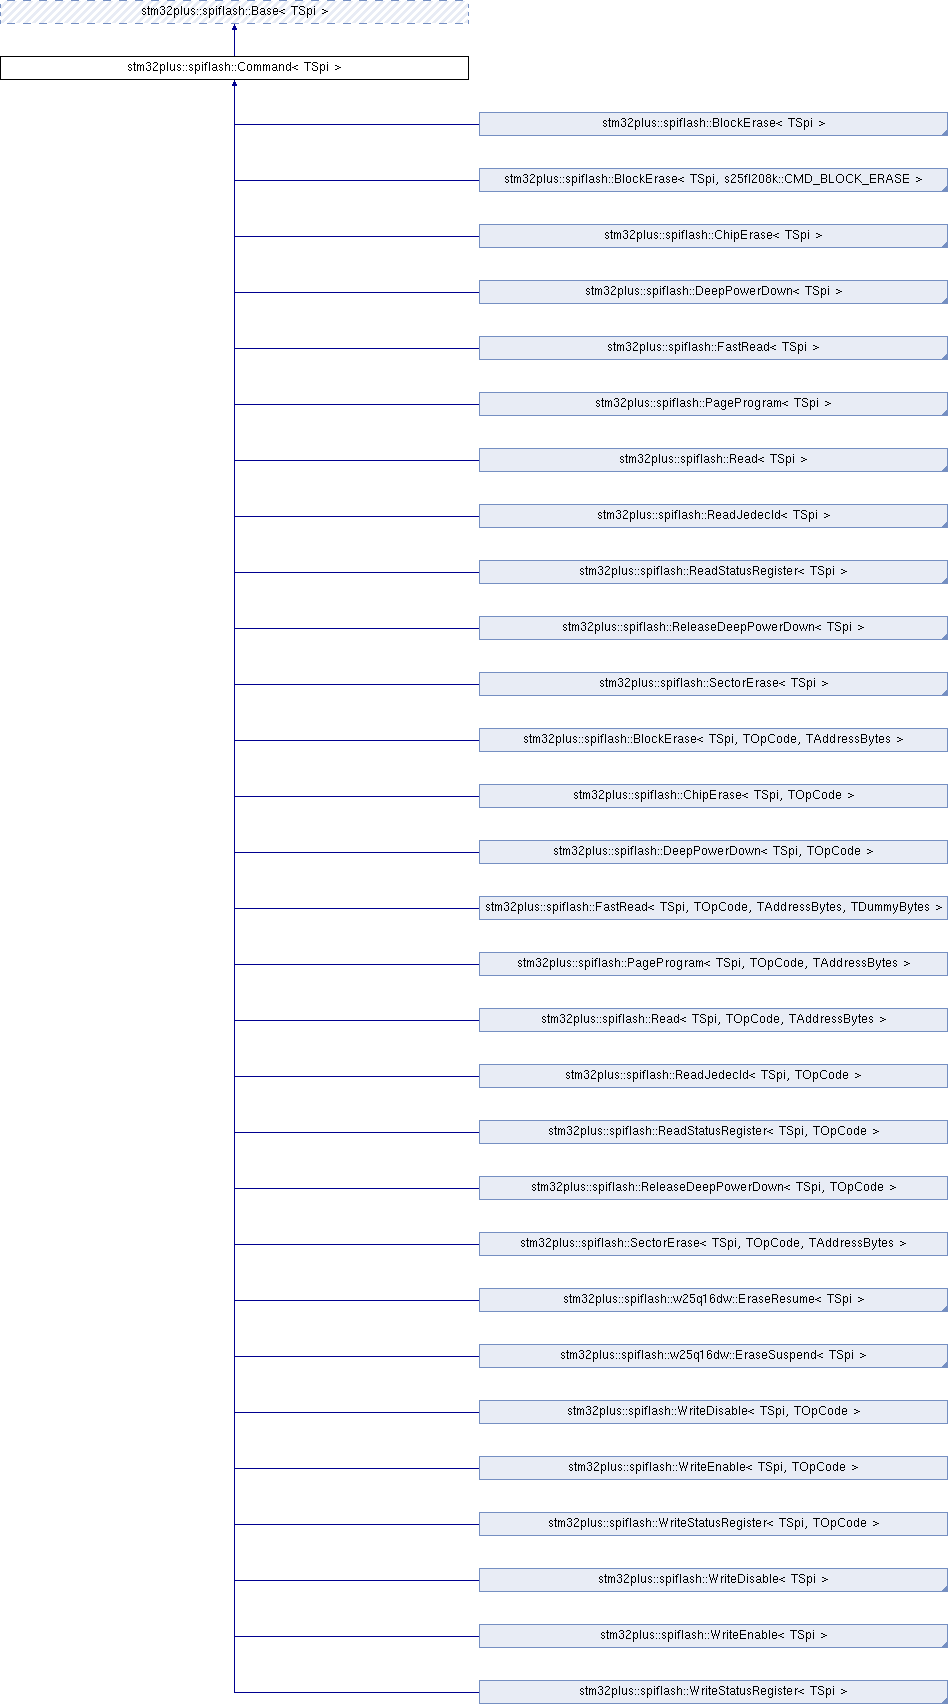 stm32plus::spiflash::Base< TSpi >
stm32plus::spiflash::Command< TSpi >
stm32plus::spiflash::BlockErase< TSpi >
stm32plus::spiflash::BlockErase< TSpi, s25fl208k::CMD_BLOCK_ERASE >
stm32plus::spiflash::ChipErase< TSpi >
stm32plus::spiflash::DeepPowerDown< TSpi >
stm32plus::spiflash::FastRead< TSpi >
stm32plus::spiflash::PageProgram< TSpi >
stm32plus::spiflash::Read< TSpi >
stm32plus::spiflash::ReadJedecId< TSpi >
stm32plus::spiflash::ReadStatusRegister< TSpi >
stm32plus::spiflash::ReleaseDeepPowerDown< TSpi >
stm32plus::spiflash::SectorErase< TSpi >
stm32plus::spiflash::BlockErase< TSpi, TOpCode, TAddressBytes >
stm32plus::spiflash::ChipErase< TSpi, TOpCode >
stm32plus::spiflash::DeepPowerDown< TSpi, TOpCode >
stm32plus::spiflash::FastRead< TSpi, TOpCode, TAddressBytes, TDummyBytes >
stm32plus::spiflash::PageProgram< TSpi, TOpCode, TAddressBytes >
stm32plus::spiflash::Read< TSpi, TOpCode, TAddressBytes >
stm32plus::spiflash::ReadJedecId< TSpi, TOpCode >
stm32plus::spiflash::ReadStatusRegister< TSpi, TOpCode >
stm32plus::spiflash::ReleaseDeepPowerDown< TSpi, TOpCode >
stm32plus::spiflash::SectorErase< TSpi, TOpCode, TAddressBytes >
stm32plus::spiflash::w25q16dw::EraseResume< TSpi >
stm32plus::spiflash::w25q16dw::EraseSuspend< TSpi >
stm32plus::spiflash::WriteDisable< TSpi, TOpCode >
stm32plus::spiflash::WriteEnable< TSpi, TOpCode >
stm32plus::spiflash::WriteStatusRegister< TSpi, TOpCode >
stm32plus::spiflash::WriteDisable< TSpi >
stm32plus::spiflash::WriteEnable< TSpi >
stm32plus::spiflash::WriteStatusRegister< TSpi >